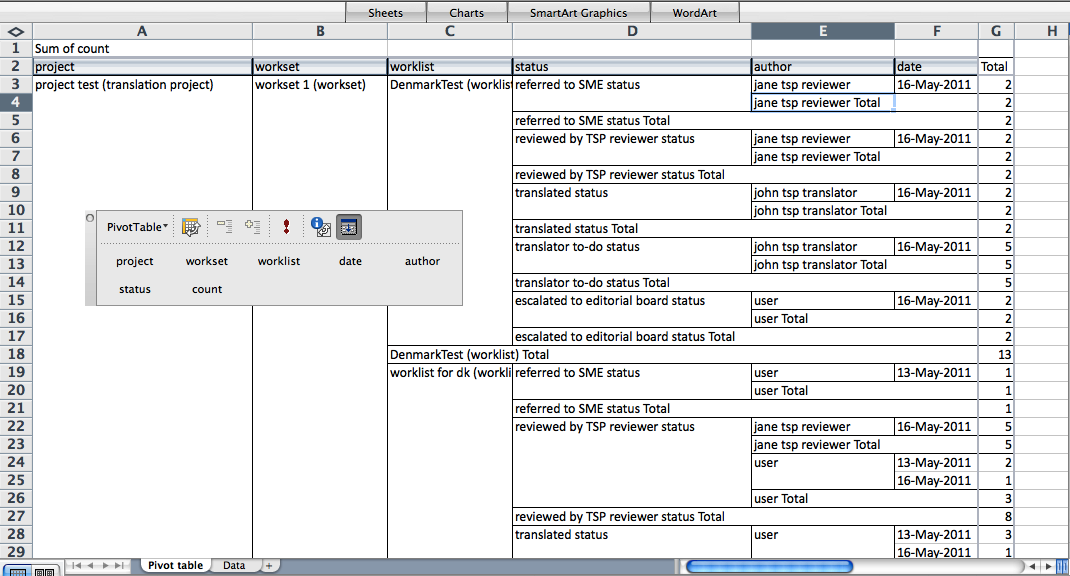 Sheets Charts SmartArt Graphics WordArt
A B C D E F G H
1 Sum of count
2 project workset worklist status author date Total
3 project test (translation project) workset 1 (workset) DenmarkTest (worklis referred to SME status jane tsp reviewer 16-May-2011 2
4 jane tsp reviewer Total 2
5 referred to SME status Total 2
6 reviewed by TSP reviewer status jane tsp reviewer 16-May-2011 2
7 jane tsp reviewer Total 2
8 reviewed by TSP reviewer status Total 2
9 translated status john tsp translator 16-May-2011 2
10 john tsp translator Total 2
11 translated status Total 2
12 translator to-do status john tsp translator 16-May-2011 5
13 john tsp translator Total 5
14 translator to-do status Total 5
15 escalated to editorial board status user 16-May-2011 2
16 user Total 2
17 escalated to editorial board status Total 2
18 DenmarkTest (worklist) Total 13
19 worklist for dk (workli referred to SME status user 13-May-2011 1
20 user Total 1
21 referred to SME status Total 1
22 reviewed by TSP reviewer status jane tsp reviewer 16-May-2011 5
23 jane tsp reviewer Total 5
24 user 13-May-2011 2
25 16-May-2011 1
26 user Total 3
27 reviewed by TSP reviewer status Total 8
28 translated status user 13-May-2011 3
29 16-May-2011 1
PivotTable
project workset worklist date author
status count
Pivot table Data +